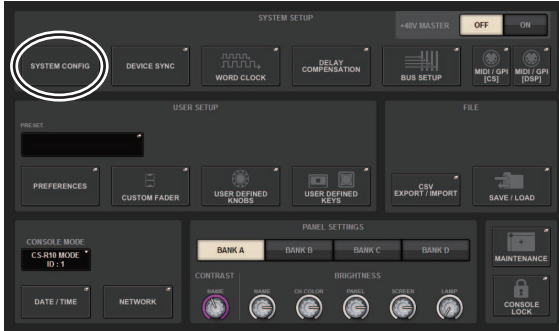 SYSTEM SETUP
+48V MASTER
OFF
ON
SYSTEM CONFIG
DEVICE SYNC
WORD CLOCK
DELAY
COMPENSATION
BUS SETUP
MIDI / GPI
[CS]
MIDI / GPI
[DSP]
USER SETUP
PRESET
PREFERENCES
CUSTOM FADER
USER DEFINED
KNOBS
USER DEFINED
KEYS
FILE
CSV
EXPORT / IMPORT
SAVE / LOAD
CONSOLE MODE
CS-R10 MODE
ID : 1
DATE / TIME
NETWORK
PANEL SETTINGS
BANK A
BANK B
BANK C
BANK D
CONTRAST
BRIGHTNESS
NAME
NAME
CH COLOR
PANEL
SCREEN
LAMP
MAINTENANCE
CONSOLE
LOCK